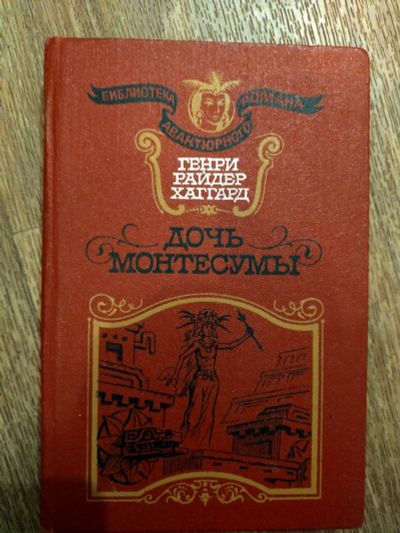 БИБЛИОТЕКА
АВАНТЮРНОГО
РОМАНА
ГЕНРИ
РАЙДЕР
ХАГГАРД
ДОЧЬ
МОНТЕСУМЫ